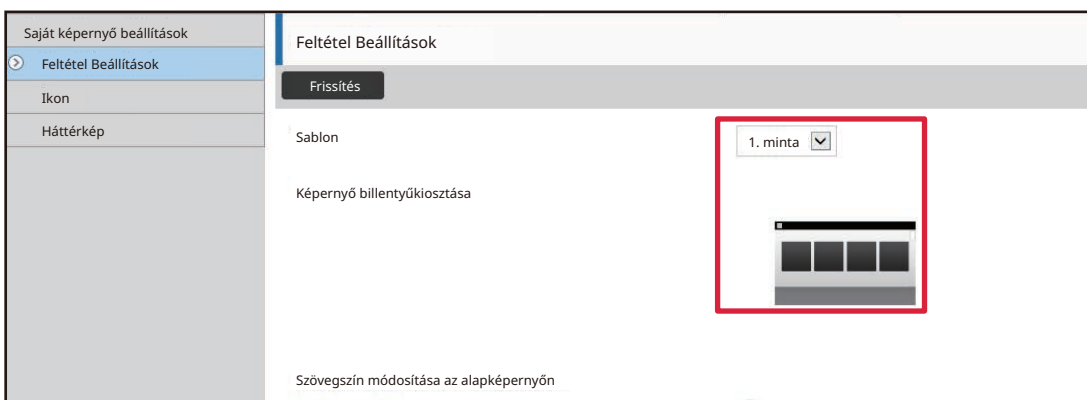 Saját képernyő beállítások
Feltétel Beállítások
Ikon
Háttérkép
Feltétel Beállítások
Frissítés
Sablon
1. minta
Képernyő billentyűkiosztása
Szövegszín módosítása az alapképernyőn